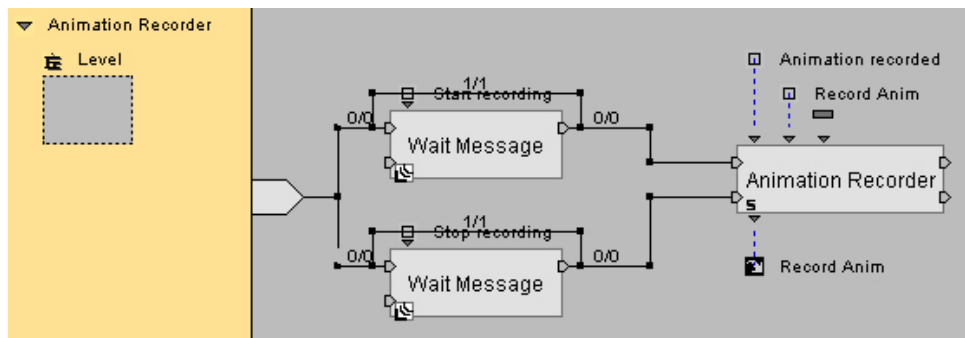 Animation Recorder
Level
1/1
Start recording
0/0
0/0
Wait Message
1/1
Stop recording
0/0
0/0
Wait Message
Animation recorded
Record Anim
Animation Recorder
S
Record Anim